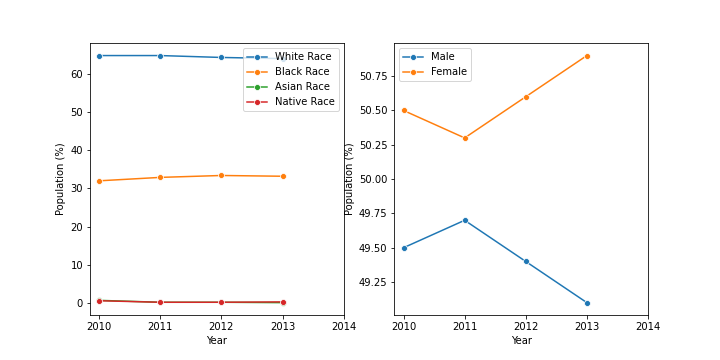 White Race
Black Race
Asian Race
Native Race
60
50
40
30
20
10
0
Population (%)
2010 2011 2012 2013 2014
Year
Male
Female
50.75
50.50
50.25
50.00
49.75
49.50
49.25
Population (%)
2010 2011 2012 2013 2014
Year